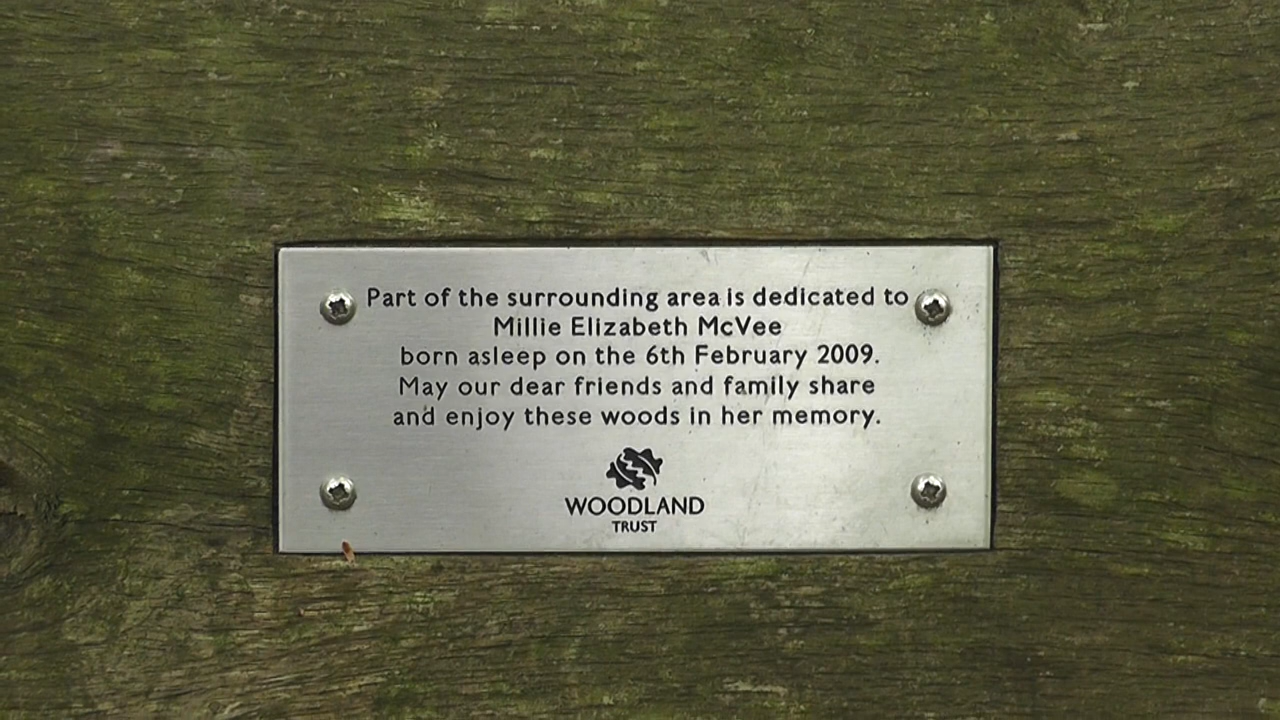 Part of the surrounding area is dedicated to
Millie Elizabeth McVee
born asleep on the 6th February 2009.
May our dear friends and family share
and enjoy these woods in her memory.
WOODLAND
TRUST